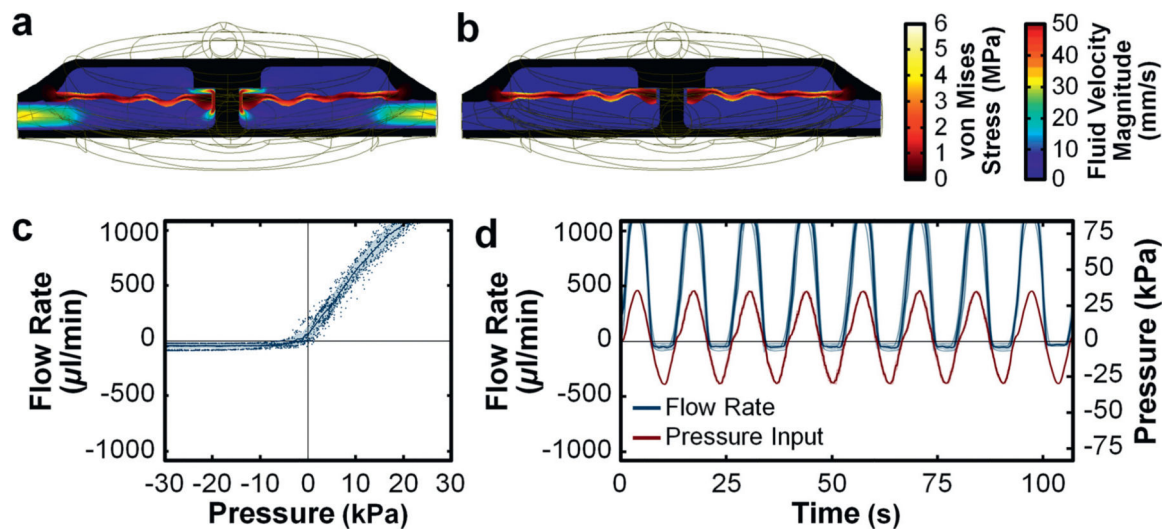 a
b
6
5
4
3
2
1
0
von Mises
Stress (MPa)
50
40
30
20
10
0
Fluid Velocity
Magnitude
(mm/s)
c
1000
500
0
-500
-1000
Flow Rate
(µl/min)
-30 -20 -10 0 10 20 30
Pressure (kPa)
d
1000
500
0
-500
-1000
Flow Rate
(µl/min)
Flow Rate
Pressure Input
75
50
25
0
-25
-50
-75
Pressure (kPa)
0 25 50 75 100
Time (s)